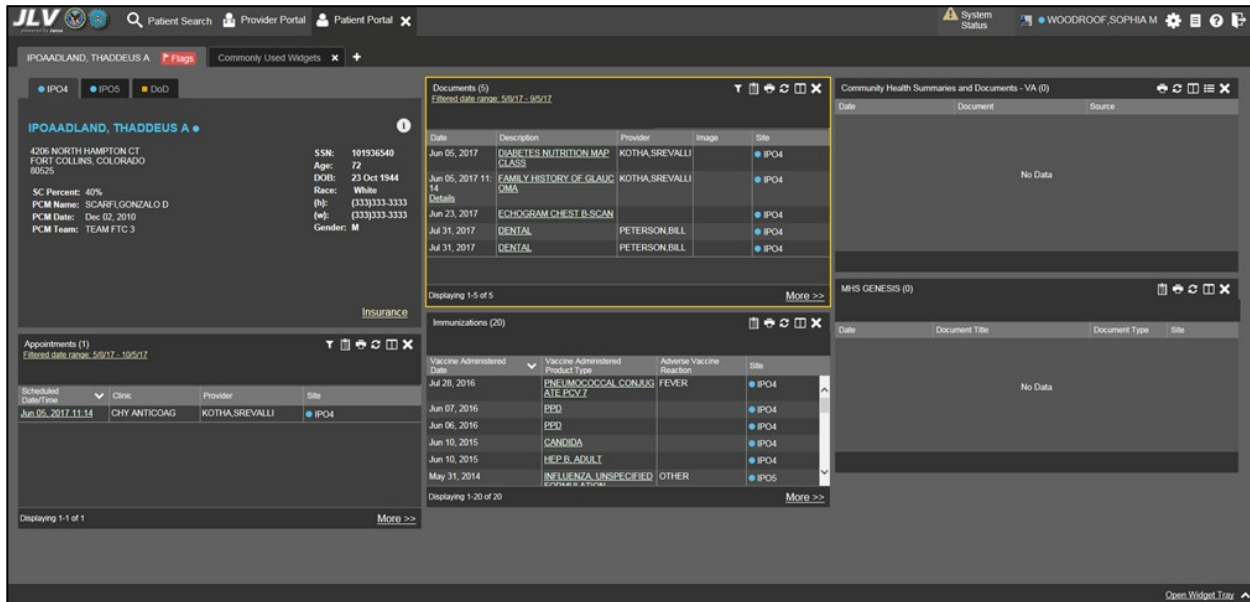 JLV Patient Search Provider Portal Patient Portal System Status WOODROOF,SOPHIA M
powered by Janus
IPOAADLAND, THADDEUS A Flags Commonly Used Widgets
IPO4 IPO5 DoD
IPOAADLAND, THADDEUS A
4206 NORTH HAMPTON CT
FORT COLLINS, COLORADO
80525
SC Percent: 40%
PCM Name: SCARFI,GONZALO D
PCM Date: Dec 02, 2010
PCM Team: TEAM FTC 3
SSN: 101936540
Age: 72
DOB: 23 Oct 1944
Race: White
(h): (333)333-3333
(w): (333)333-3333
Gender: M
Insurance
Appointments (1)
Filtered date range: 5/6/17 - 10/5/17
Scheduled Date/Time Clinic Provider Site
Jun 05, 2017 11:14 CHY ANTICOAG KOTHA,SREVALLI IPO4
Displaying 1-1 of 1 More >>
Documents (5)
Filtered date range: 5/6/17 - 9/5/17
Date Description Provider Image Site
Jun 05, 2017 DIABETES NUTRITION MAP KOTHA,SREVALLI IPO4
CLASS
Jun 05, 2017 11: FAMILY HISTORY OF GLAUC KOTHA,SREVALLI IPO4
14 OMA
Details
Jun 23, 2017 ECHOGRAM CHEST B-SCAN IPO4
Jul 31, 2017 DENTAL PETERSON,BILL IPO4
Jul 31, 2017 DENTAL PETERSON,BILL IPO4
Displaying 1-5 of 5 More >>
Immunizations (20)
Vaccine Administered Date Vaccine Administered Product Type Adverse Vaccine Reaction Site
Jul 28, 2016 PNEUMOCOCCAL CONJUG FEVER IPO4
ATE PCV 7
Jun 07, 2016 PPD IPO4
Jun 06, 2016 PPD IPO4
Jun 10, 2015 CANDIDA IPO4
Jun 10, 2015 HEP B, ADULT IPO4
May 31, 2014 INFLUENZA, UNSPECIFIED OTHER IPO5
FORMULATION
Displaying 1-20 of 20 More >>
Community Health Summaries and Documents - VA (0)
Date Document Source
No Data
MHS GENESIS (0)
Date Document Title Document Type Site
No Data
Open Widget Tray